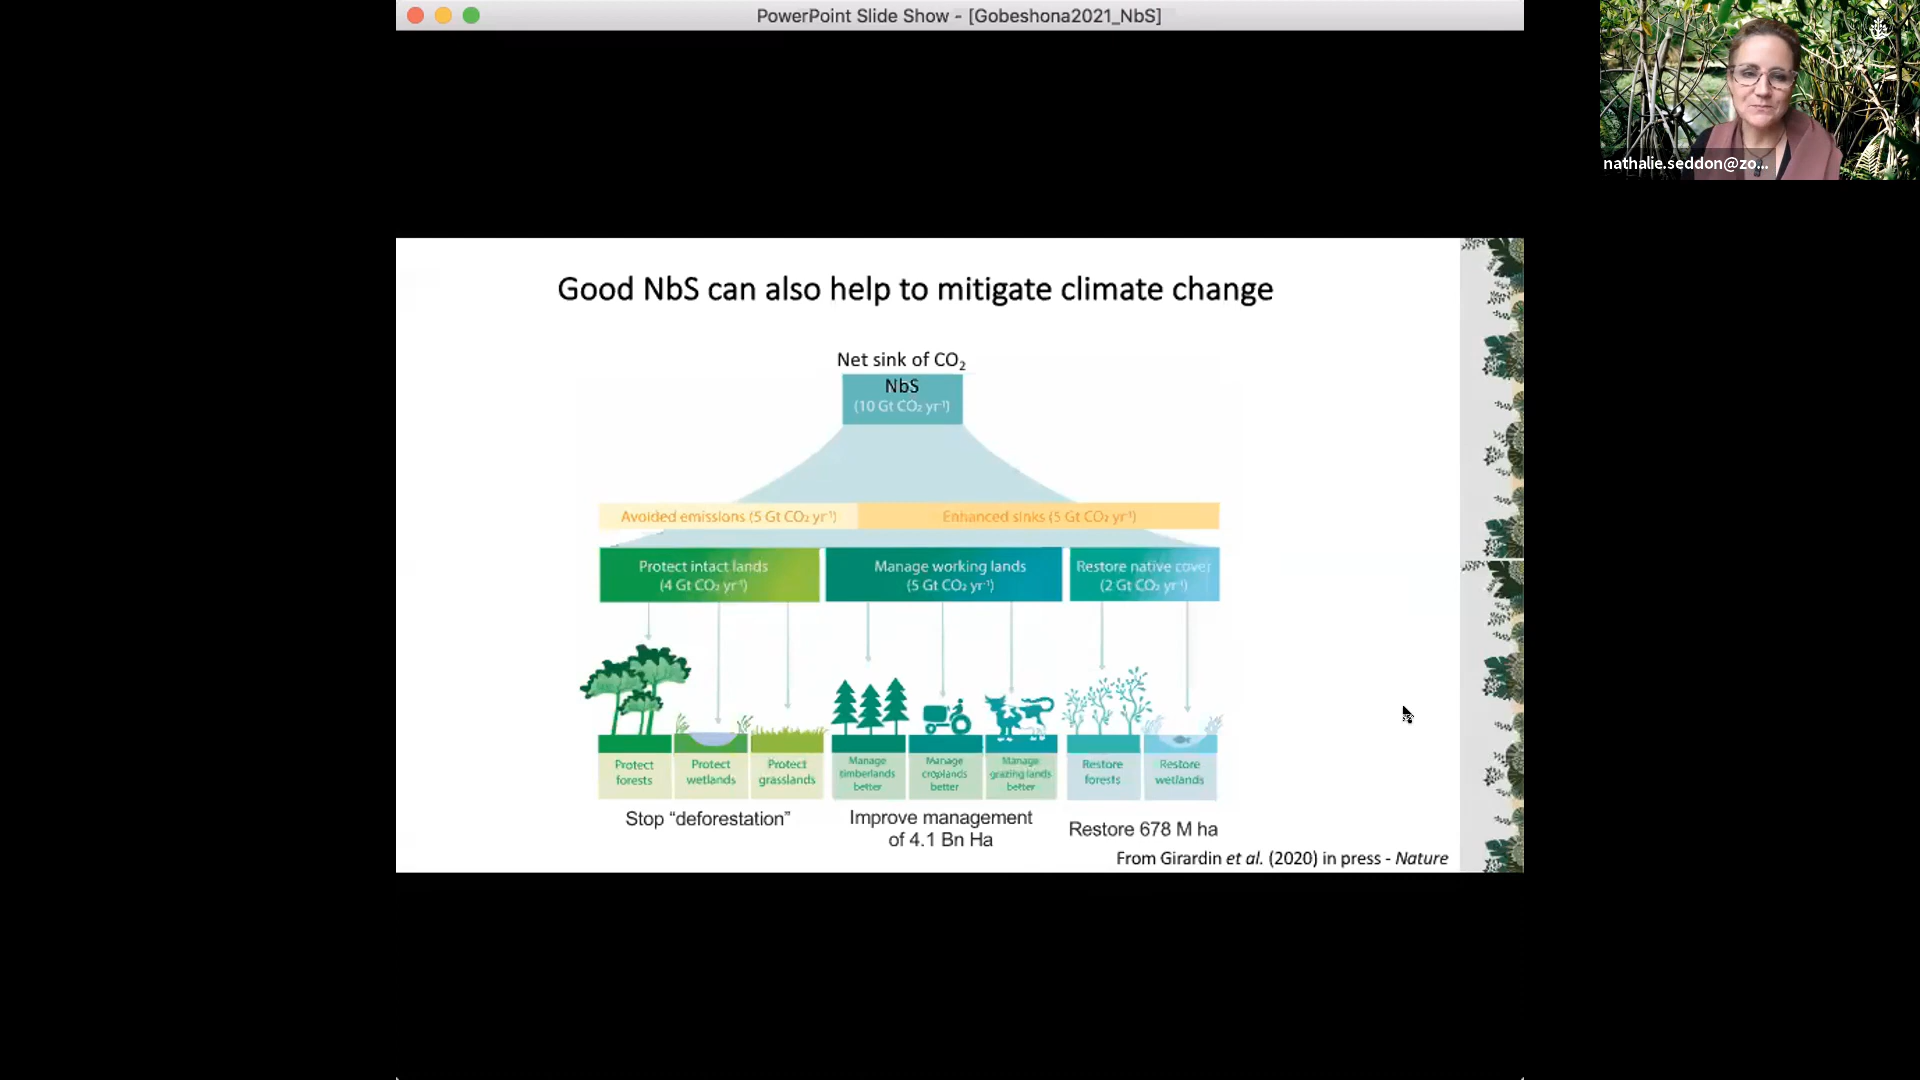 PowerPoint Slide Show - [Gobeshona2021_NbS]
nathalie.seddon@zo...
Good NbS can also help to mitigate climate change
Net sink of CO₂
NbS
(10 Gt CO₂ yr⁻¹)
Avoided emissions (5 Gt CO₂ yr⁻¹)
Enhanced sinks (5 Gt CO₂ yr⁻¹)
Protect intact lands
(4 Gt CO₂ yr⁻¹)
Manage working lands
(5 Gt CO₂ yr⁻¹)
Restore native cover
(2 Gt CO₂ yr⁻¹)
Protect
forests
Protect
wetlands
Protect
grasslands
Manage
timberlands
better
Manage
croplands
better
Manage
grazing lands
better
Restore
forests
Restore
wetlands
Stop “deforestation”
Improve management
of 4.1 Bn Ha
Restore 678 M ha
From Girardin et al. (2020) in press - Nature